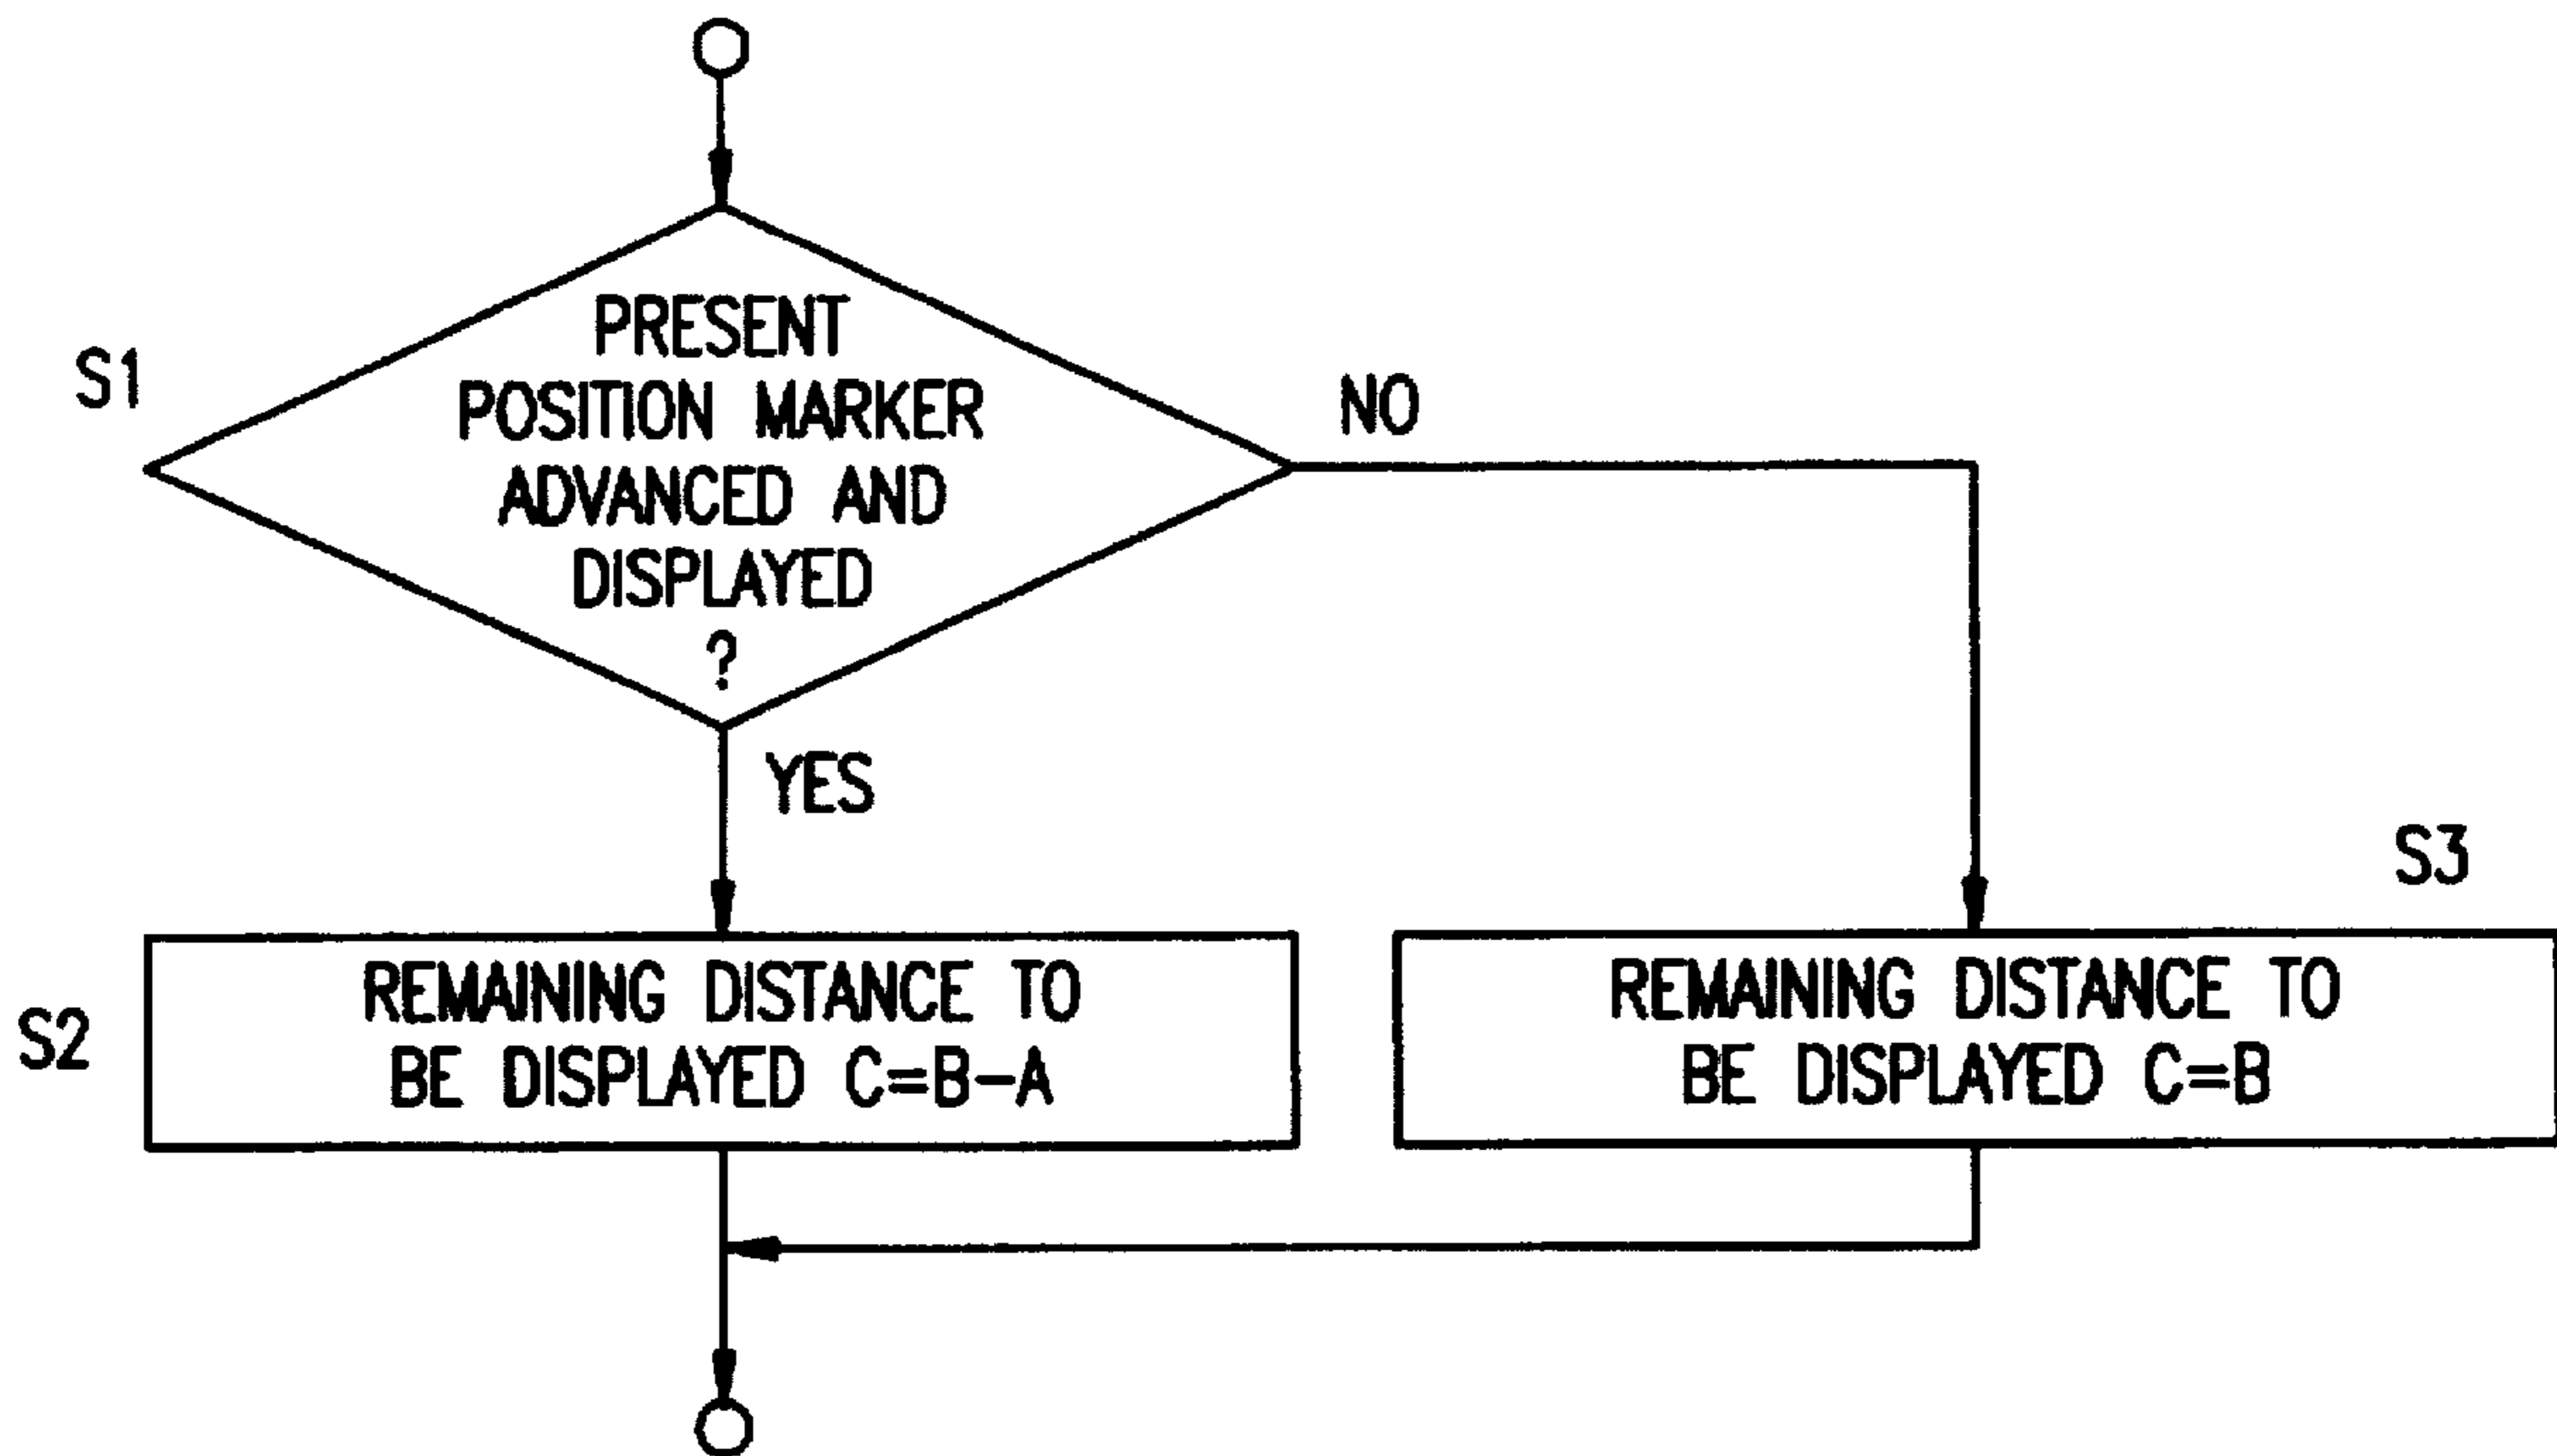 S1
PRESENT
POSITION MARKER
ADVANCED AND
DISPLAYED
?
NO
YES
S2
REMAINING DISTANCE TO
BE DISPLAYED C=B-A
S3
REMAINING DISTANCE TO
BE DISPLAYED C=B